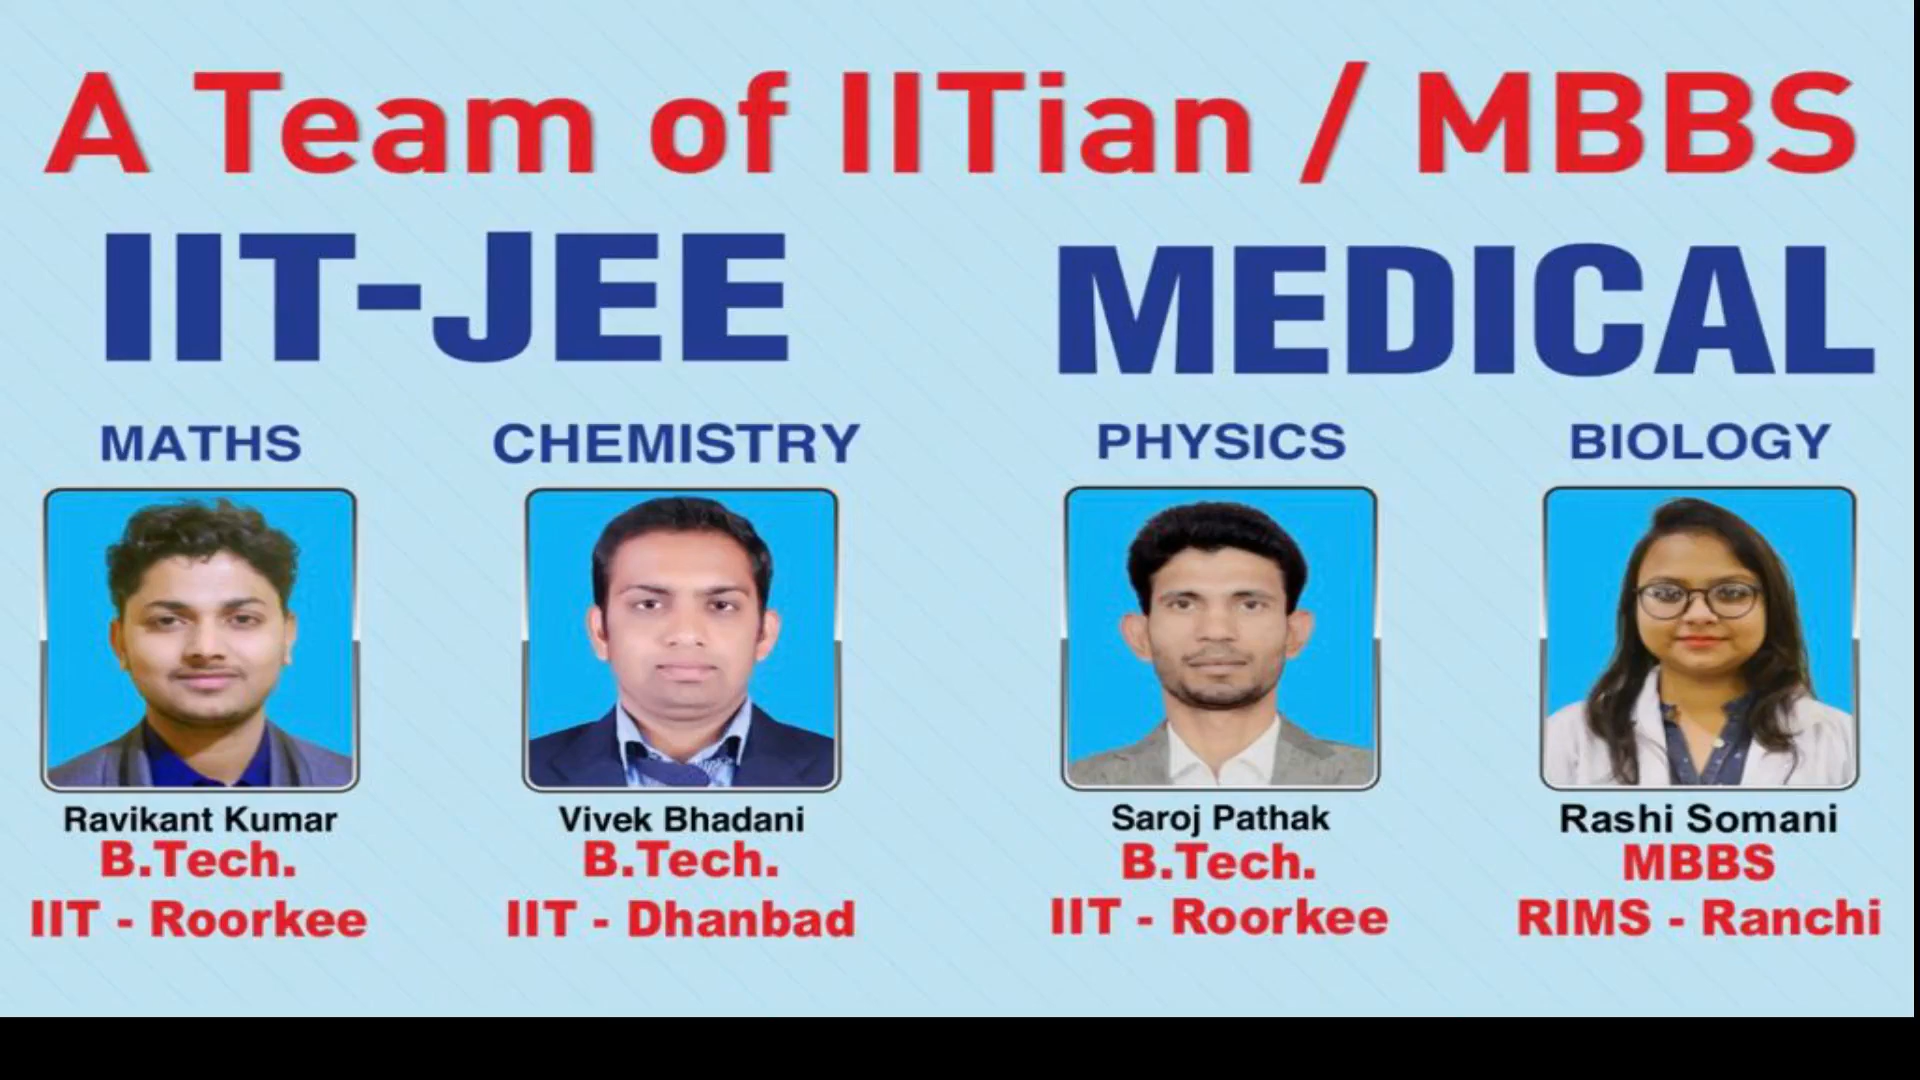 A Team of IITian / MBBS
IIT-JEE
MEDICAL
MATHS
CHEMISTRY
PHYSICS
BIOLOGY
Ravikant Kumar
B.Tech.
IIT - Roorkee
Vivek Bhadani
B.Tech.
IIT - Dhanbad
Saroj Pathak
B.Tech.
IIT - Roorkee
Rashi Somani
MBBS
RIMS - Ranchi